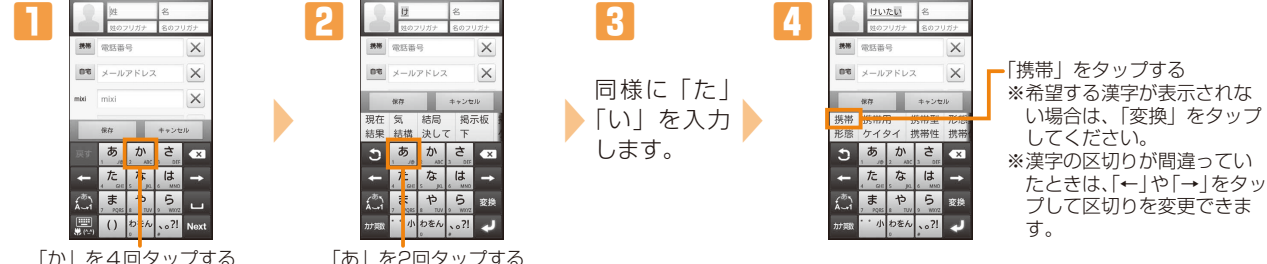 1
姓 名
姓のフリガナ 名のフリガナ
携帯 電話番号
自宅 メールアドレス
mixi mixi
保存 キャンセル
戻す あ か さ
← た な は →
ま や ら
() わをん 、。?! Next
「か」を４回タップする
2
け 名
姓のフリガナ 名のフリガナ
携帯 電話番号
自宅 メールアドレス
保存 キャンセル
現在 気 結局 掲示板
結果 結構 決して 下
あ か さ
← た な は →
ま や ら 変換
カナ英数 小 わをん 、。?!
「あ」を2回タップする
3
同様に「た」
「い」を入力
します。
4
けいたい 名
姓のフリガナ 名のフリガナ
携帯 電話番号
自宅 メールアドレス
保存 キャンセル
携帯 携帯用 携帯型 形態
形態 ケイタイ 携帯性 携帯
あ か さ
← た な は →
ま や ら 変換
カナ英数 小 わをん 、。?!
「携帯」をタップする
※希望する漢字が表示されな
い場合は、「変換」をタップ
してください。
※漢字の区切りが間違ってい
たときは、「←」や「→」をタッ
プして区切りを変更できま
す。